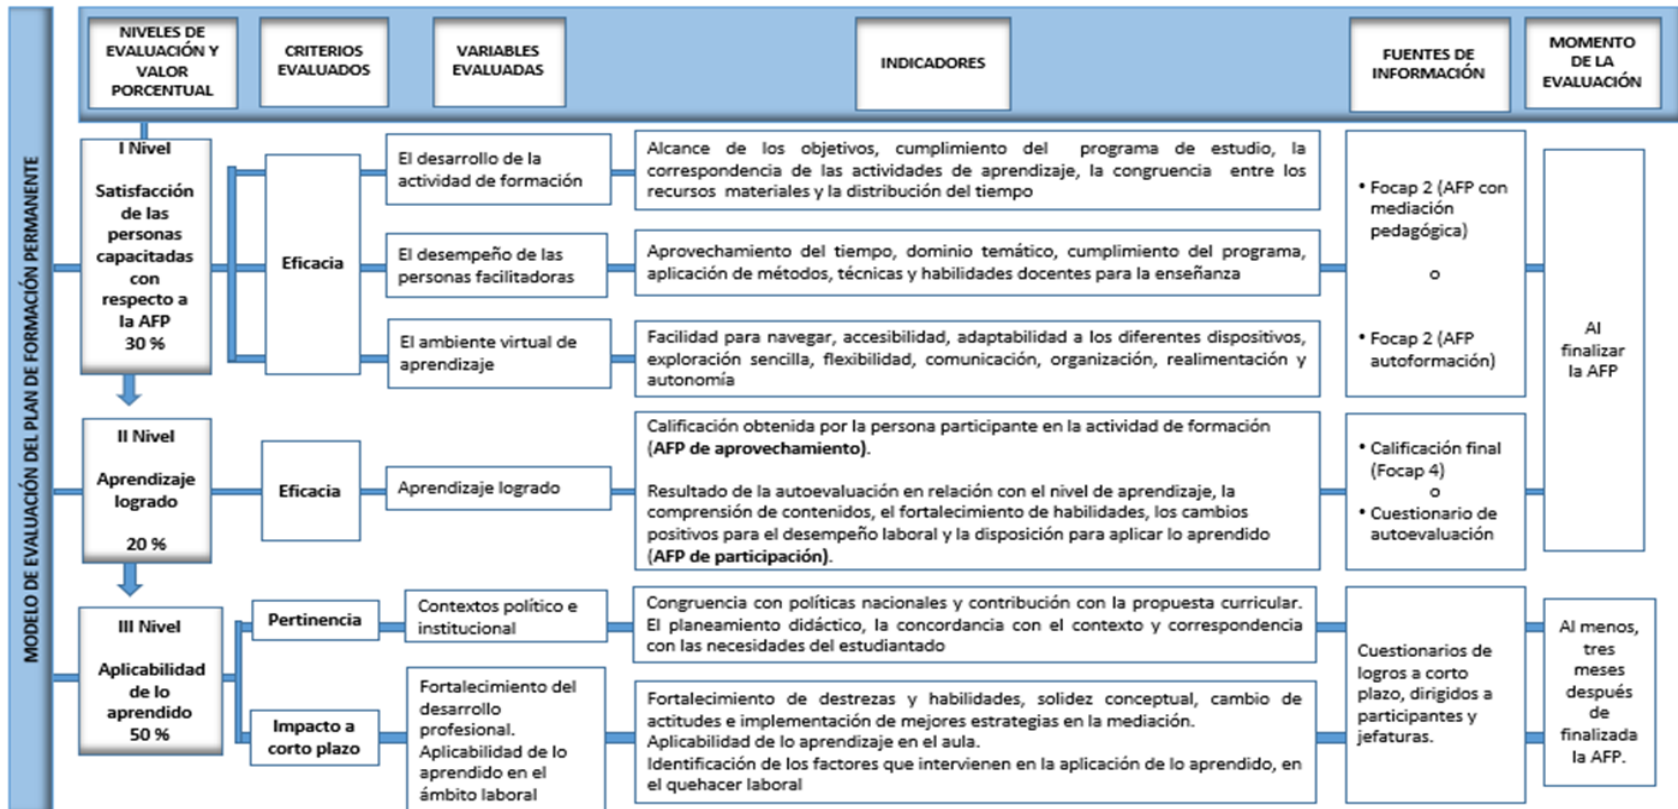 MODELO DE EVALUACIÓN DEL PLAN DE FORMACIÓN PERMANENTE
NIVELES DE
EVALUACIÓN Y
VALOR
PORCENTUAL
CRITERIOS
EVALUADOS
VARIABLES
EVALUADAS
INDICADORES
FUENTES DE
INFORMACIÓN
MOMENTO
DE LA
EVALUACIÓN
I Nivel
Satisfacción
de las
personas
capacitadas
con
respecto a
la AFP
30 %
Eficacia
El desarrollo de la
actividad de formación
Alcance de los objetivos, cumplimiento del programa de estudio, la
correspondencia de las actividades de aprendizaje, la congruencia entre los
recursos materiales y la distribución del tiempo
El desempeño de las
personas facilitadoras
Aprovechamiento del tiempo, dominio temático, cumplimiento del programa,
aplicación de métodos, técnicas y habilidades docentes para la enseñanza
El ambiente virtual de
aprendizaje
Facilidad para navegar, accesibilidad, adaptabilidad a los diferentes dispositivos,
exploración sencilla, flexibilidad, comunicación, organización, realimentación y
autonomía
• Focap 2 (AFP con
mediación
pedagógica)
o
• Focap 2 (AFP
autoformación)
Al
finalizar
la AFP
II Nivel
Aprendizaje
logrado
20 %
Eficacia
Aprendizaje logrado
Calificación obtenida por la persona participante en la actividad de formación
(AFP de aprovechamiento).
Resultado de la autoevaluación en relación con el nivel de aprendizaje, la
comprensión de contenidos, el fortalecimiento de habilidades, los cambios
positivos para el desempeño laboral y la disposición para aplicar lo aprendido
(AFP de participación).
• Calificación final
(Focap 4)
o
• Cuestionario de
autoevaluación
III Nivel
Aplicabilidad
de lo
aprendido
50 %
Pertinencia
Contextos político e
institucional
Congruencia con políticas nacionales y contribución con la propuesta curricular.
El planeamiento didáctico, la concordancia con el contexto y correspondencia
con las necesidades del estudiantado
Impacto a
corto plazo
Fortalecimiento del
desarrollo
profesional.
Aplicabilidad de lo
aprendido en el
ámbito laboral
Fortalecimiento de destrezas y habilidades, solidez conceptual, cambio de
actitudes e implementación de mejores estrategias en la mediación.
Aplicabilidad de lo aprendizaje en el aula.
Identificación de los factores que intervienen en la aplicación de lo aprendido, en
el quehacer laboral
Cuestionarios de
logros a corto
plazo, dirigidos a
participantes y
jefaturas.
Al menos,
tres
meses
después
de
finalizada
la AFP.